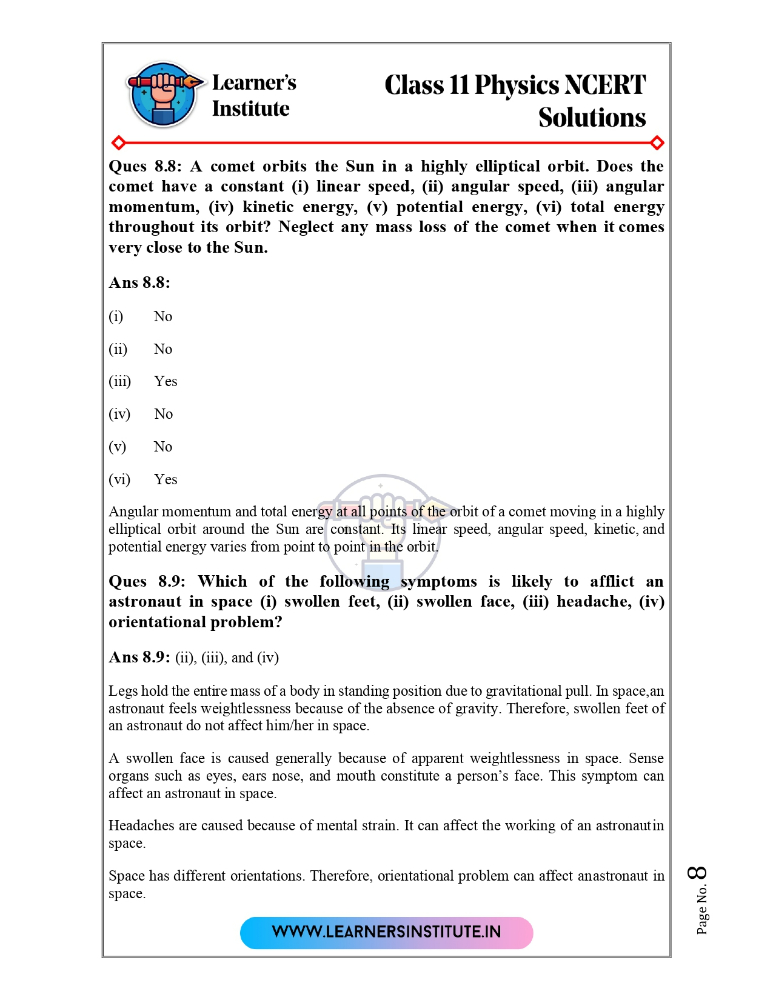 Learner's
Institute
Class 11 Physics NCERT
Solutions
Ques 8.8: A comet orbits the Sun in a highly elliptical orbit. Does the
comet have a constant (i) linear speed, (ii) angular speed, (iii) angular
momentum, (iv) kinetic energy, (v) potential energy, (vi) total energy
throughout its orbit? Neglect any mass loss of the comet when it comes
very close to the Sun.
Ans 8.8:
(i) No
(ii) No
(iii) Yes
(iv) No
(v) No
(vi) Yes
Angular momentum and total energy at all points of the orbit of a comet moving in a highly
elliptical orbit around the Sun are constant. Its linear speed, angular speed, kinetic, and
potential energy varies from point to point in the orbit.
Ques 8.9: Which of the following symptoms is likely to afflict an
astronaut in space (i) swollen feet, (ii) swollen face, (iii) headache, (iv)
orientational problem?
Ans 8.9: (ii), (iii), and (iv)
Legs hold the entire mass of a body in standing position due to gravitational pull. In space,an
astronaut feels weightlessness because of the absence of gravity. Therefore, swollen feet of
an astronaut do not affect him/her in space.
A swollen face is caused generally because of apparent weightlessness in space. Sense
organs such as eyes, ears nose, and mouth constitute a person's face. This symptom can
affect an astronaut in space.
Headaches are caused because of mental strain. It can affect the working of an astronautin
space.
Space has different orientations. Therefore, orientational problem can affect anastronaut in
space.
Page No. 8
WWW.LEARNERSINSTITUTE.IN